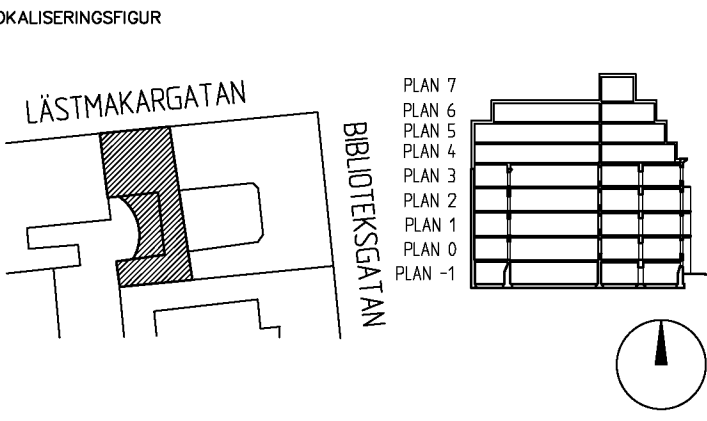 OKALISERINGSFIGUR
LÄSTMAKARGATAN
BIBLIOTEKSGATAN
PLAN 7
PLAN 6
PLAN 5
PLAN 4
PLAN 3
PLAN 2
PLAN 1
PLAN 0
PLAN -1